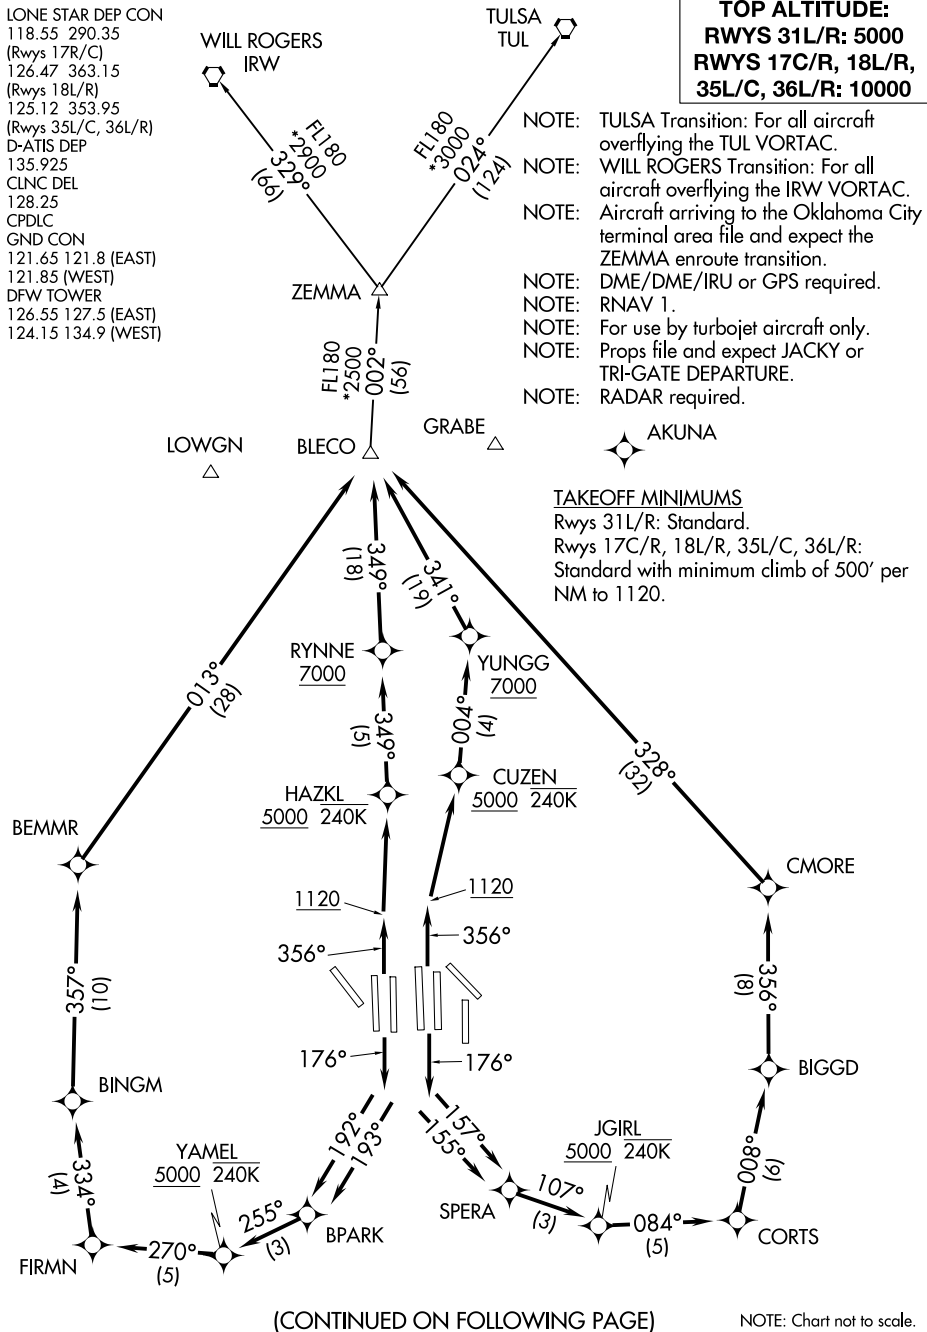 LONE STAR DEP CON
118.55 290.35
(Rwys 17R/C)
126.47 363.15
(Rwys 18L/R)
125.12 353.95
(Rwys 35L/C, 36L/R)
D-ATIS DEP
135.925
CLNC DEL
128.25
CPDLC
GND CON
121.65 121.8 (EAST)
121.85 (WEST)
DFW TOWER
126.55 127.5 (EAST)
124.15 134.9 (WEST)
WILL ROGERS
IRW
TULSA
TUL
TOP ALTITUDE:
RWYS 31L/R: 5000
RWYS 17C/R, 18L/R,
35L/C, 36L/R: 10000
NOTE: TULSA Transition: For all aircraft
overflying the TUL VORTAC.
NOTE: WILL ROGERS Transition: For all
aircraft overflying the IRW VORTAC.
NOTE: Aircraft arriving to the Oklahoma City
terminal area file and expect the
ZEMMA enroute transition.
NOTE: DME/DME/IRU or GPS required.
NOTE: RNAV 1.
NOTE: For use by turbojet aircraft only.
NOTE: Props file and expect JACKY or
TRI-GATE DEPARTURE.
NOTE: RADAR required.
FL180
*2900
329°
(66)
FL180
*3000
024°
(124)
ZEMMA
FL180
*2500
002°
(56)
LOWGN
BLECO
GRABE
AKUNA
TAKEOFF MINIMUMS
Rwys 31L/R: Standard.
Rwys 17C/R, 18L/R, 35L/C, 36L/R:
Standard with minimum climb of 500' per
NM to 1120.
349°
(18)
341°
(19)
RYNNE
7000
YUNGG
7000
013°
(28)
349°
(5)
004°
(4)
328°
(32)
HAZKL
5000 240K
CUZEN
5000 240K
BEMMR
CMORE
1120
1120
356°
356°
357°
(10)
356°
(8)
176°
176°
BINGM
BIGGD
192°
193°
157°
155°
YAMEL
5000 240K
JGIRL
5000 240K
334°
(4)
008°
(9)
255°
(3)
BPARK
SPERA
107°
(3)
084°
(5)
CORTS
FIRMN
270°
(5)
(CONTINUED ON FOLLOWING PAGE)
NOTE: Chart not to scale.